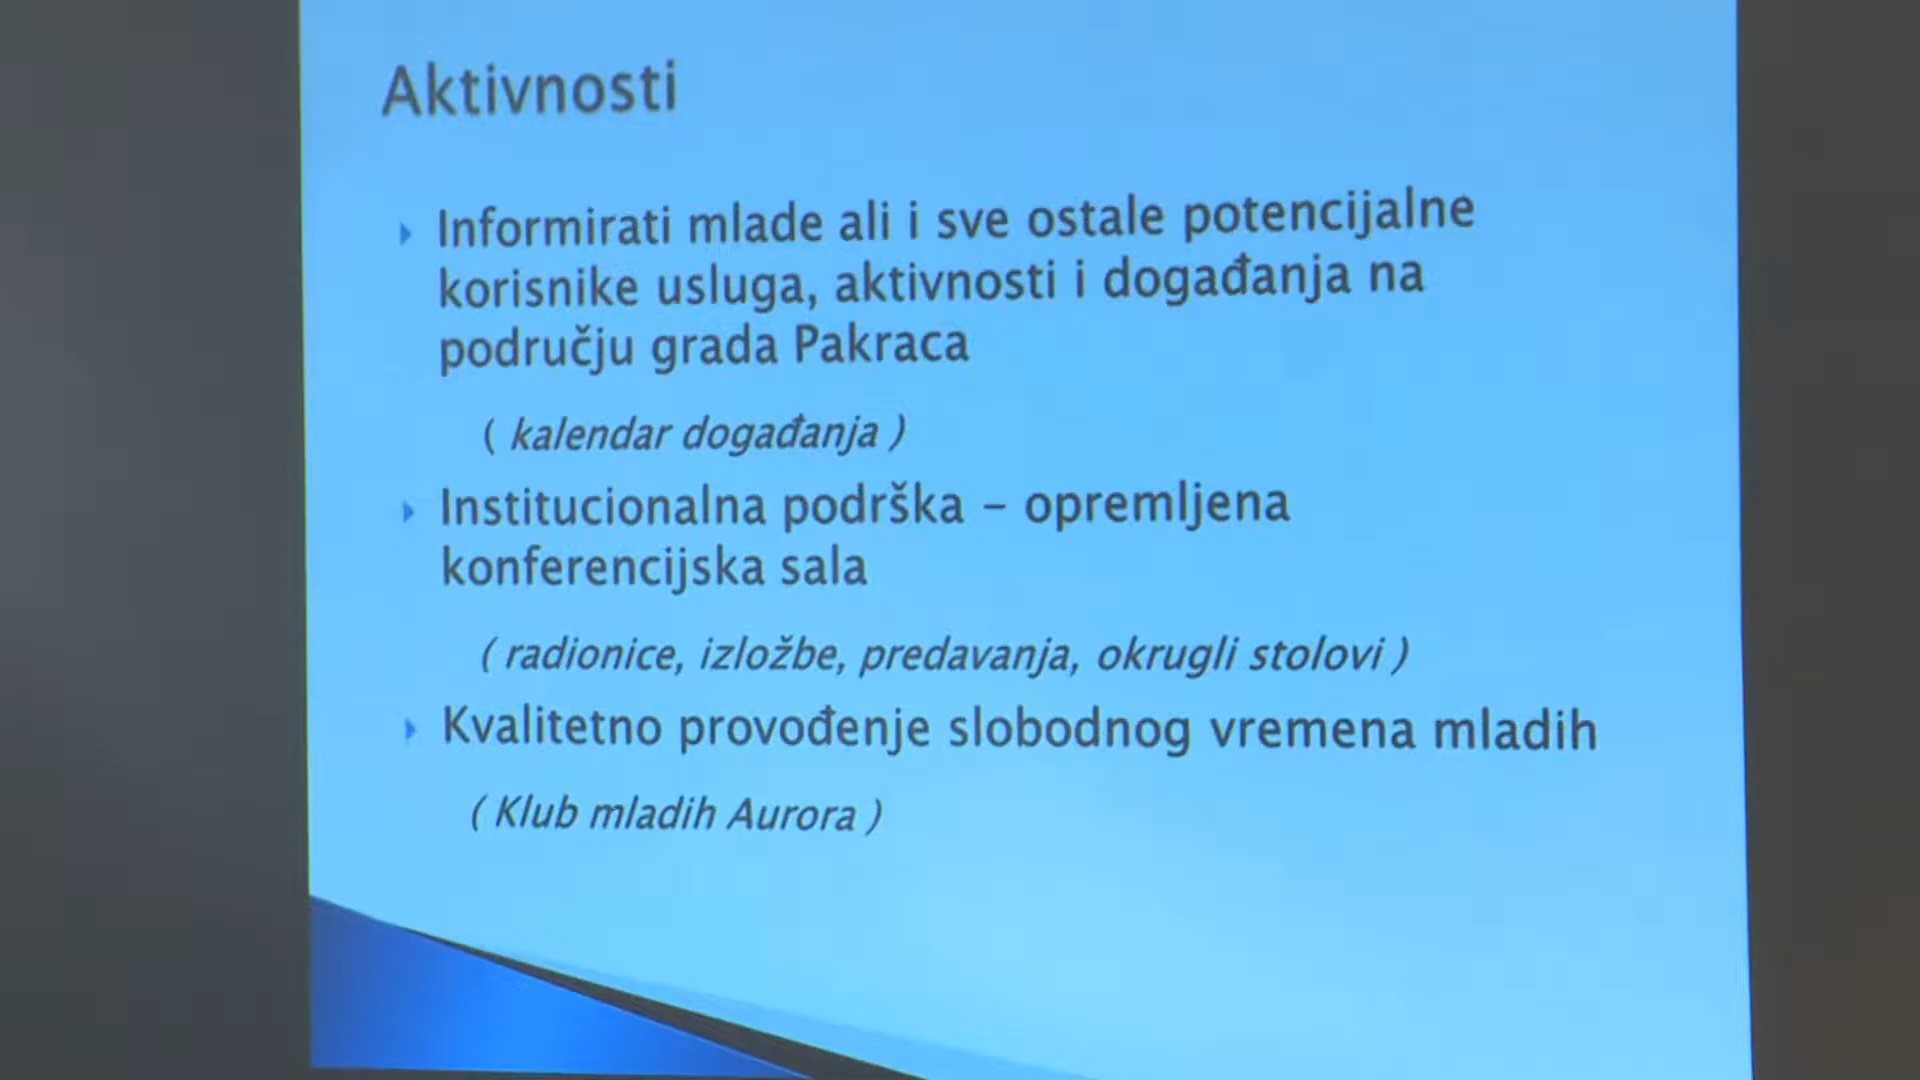 Aktivnosti
Informirati mlade ali i sve ostale potencijalne
korisnike usluga, aktivnosti i događanja na
području grada Pakraca
( kalendar događanja )
Institucionalna podrška – opremljena
konferencijska sala
( radionice, izložbe, predavanja, okrugli stolovi )
Kvalitetno provođenje slobodnog vremena mladih
( Klub mladih Aurora )